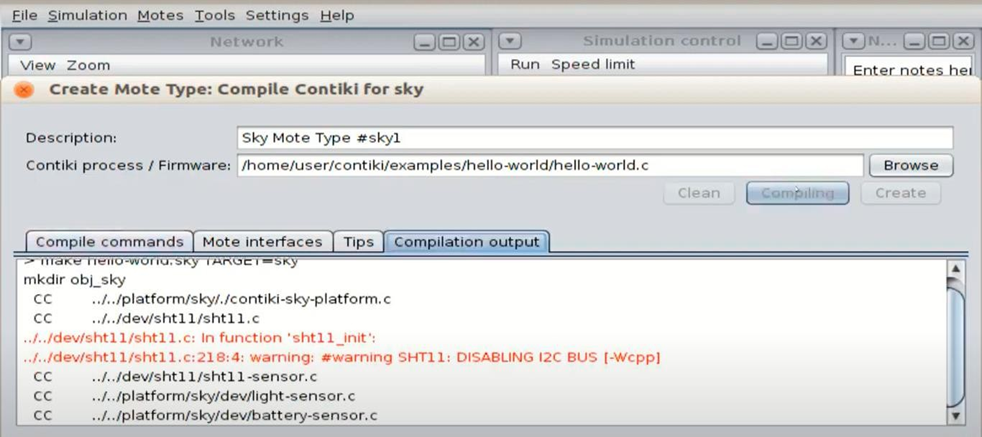 File Simulation Motes Tools Settings Help
Network
Simulation control
N...
View Zoom
Run Speed limit
Enter notes her
Create Mote Type: Compile Contiki for sky
Description: Sky Mote Type #sky1
Contiki process / Firmware: /home/user/contiki/examples/hello-world/hello-world.c Browse
Clean Compiling Create
Compile commands Mote interfaces Tips Compilation output
> make hello-world.sky TARGET=sky
mkdir obj_sky
CC ../../platform/sky/./contiki-sky-platform.c
CC ../../dev/sht11/sht11.c
../../dev/sht11/sht11.c: In function 'sht11_init':
../../dev/sht11/sht11.c:218:4: warning: #warning SHT11: DISABLING I2C BUS [-Wcpp]
CC ../../dev/sht11/sht11-sensor.c
CC ../../platform/sky/dev/light-sensor.c
CC ../../platform/sky/dev/battery-sensor.c